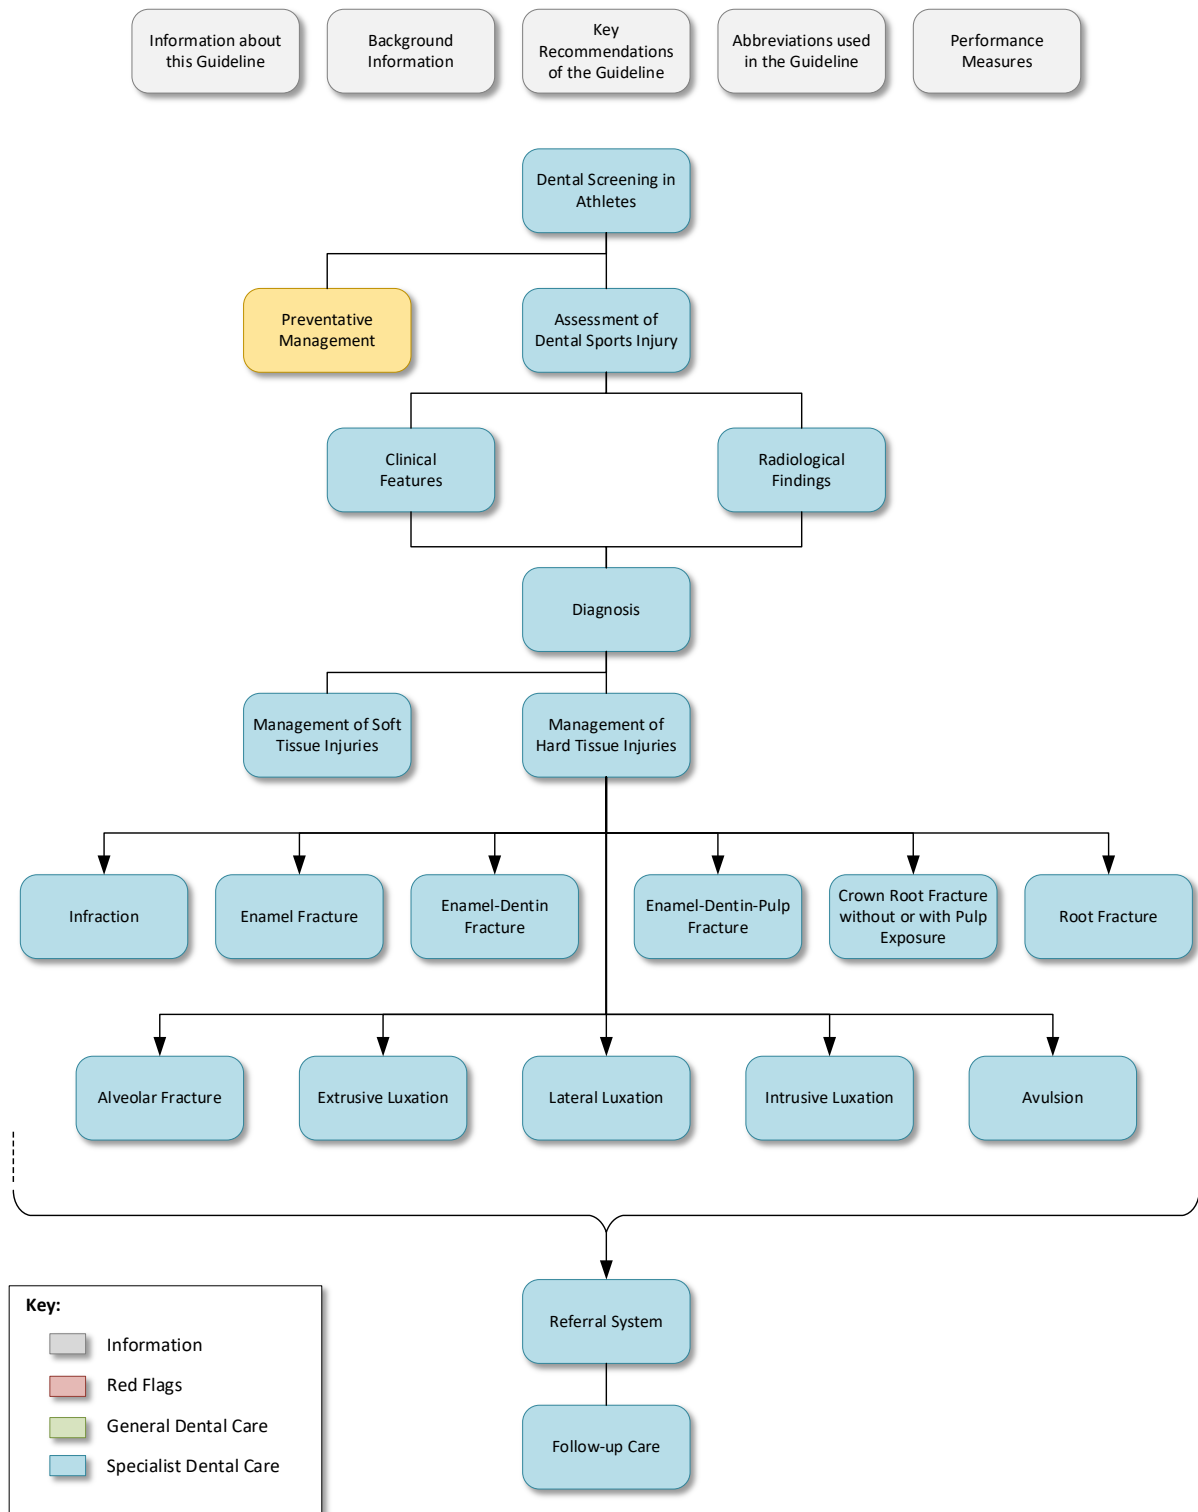 Information about
this Guideline
Background
Information
Key
Recommendations
of the Guideline
Abbreviations used
in the Guideline
Performance
Measures
Dental Screening in
Athletes
Preventative
Management
Assessment of
Dental Sports Injury
Clinical
Features
Radiological
Findings
Diagnosis
Management of Soft
Tissue Injuries
Management of
Hard Tissue Injuries
Infraction
Enamel Fracture
Enamel-Dentin
Fracture
Enamel-Dentin-Pulp
Fracture
Crown Root Fracture
without or with Pulp
Exposure
Root Fracture
Alveolar Fracture
Extrusive Luxation
Lateral Luxation
Intrusive Luxation
Avulsion
Referral System
Follow-up Care
Key:
Information
Red Flags
General Dental Care
Specialist Dental Care